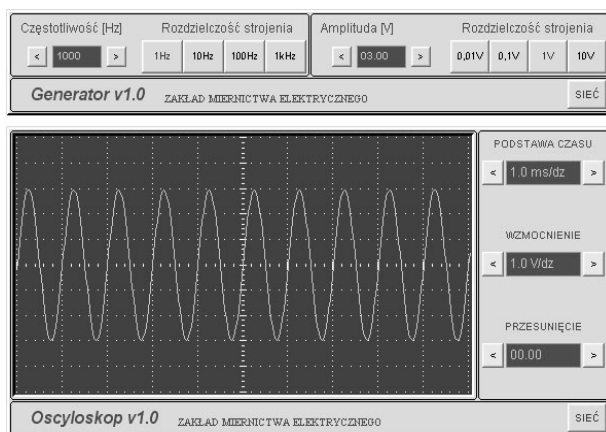 Częstotliwość [Hz] Rozdzielczość strojenia Amplituda [V] Rozdzielczość strojenia
< 1000 > 1Hz 10Hz 100Hz 1kHz < 03.00 > 0,01V 0,1V 1V 10V
Generator v1.0 ZAKŁAD MIERNICTWA ELEKTRYCZNEGO SIEĆ
PODSTAWA CZASU
< 1.0 ms/dz >
WZMOCNIENIE
< 1.0 V/dz >
PRZESUNIĘCIE
< 00.00 >
Oscyloskop v1.0 ZAKŁAD MIERNICTWA ELEKTRYCZNEGO SIEĆ